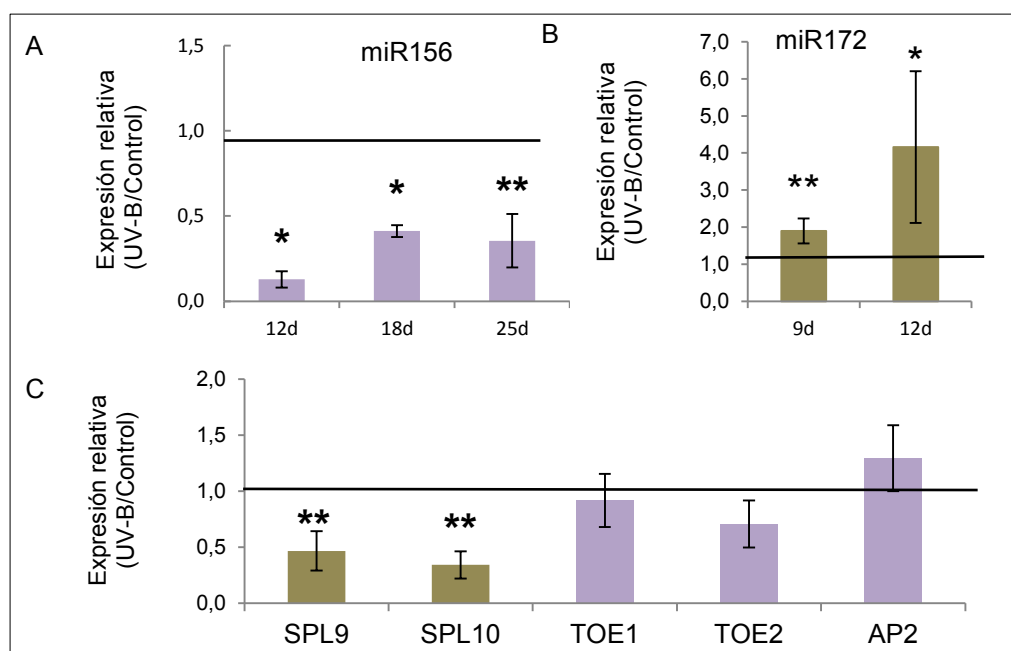 A
miR156
Expresión relativa
(UV-B/Control)
1,5
1,0
0,5
0,0
*
*
**
12d
18d
25d
B
miR172
Expresión relativa
(UV-B/Control)
7,0
6,0
5,0
4,0
3,0
2,0
1,0
0,0
**
*
9d
12d
C
Expresión relativa
(UV-B/Control)
2,0
1,5
1,0
0,5
0,0
**
**
SPL9
SPL10
TOE1
TOE2
AP2